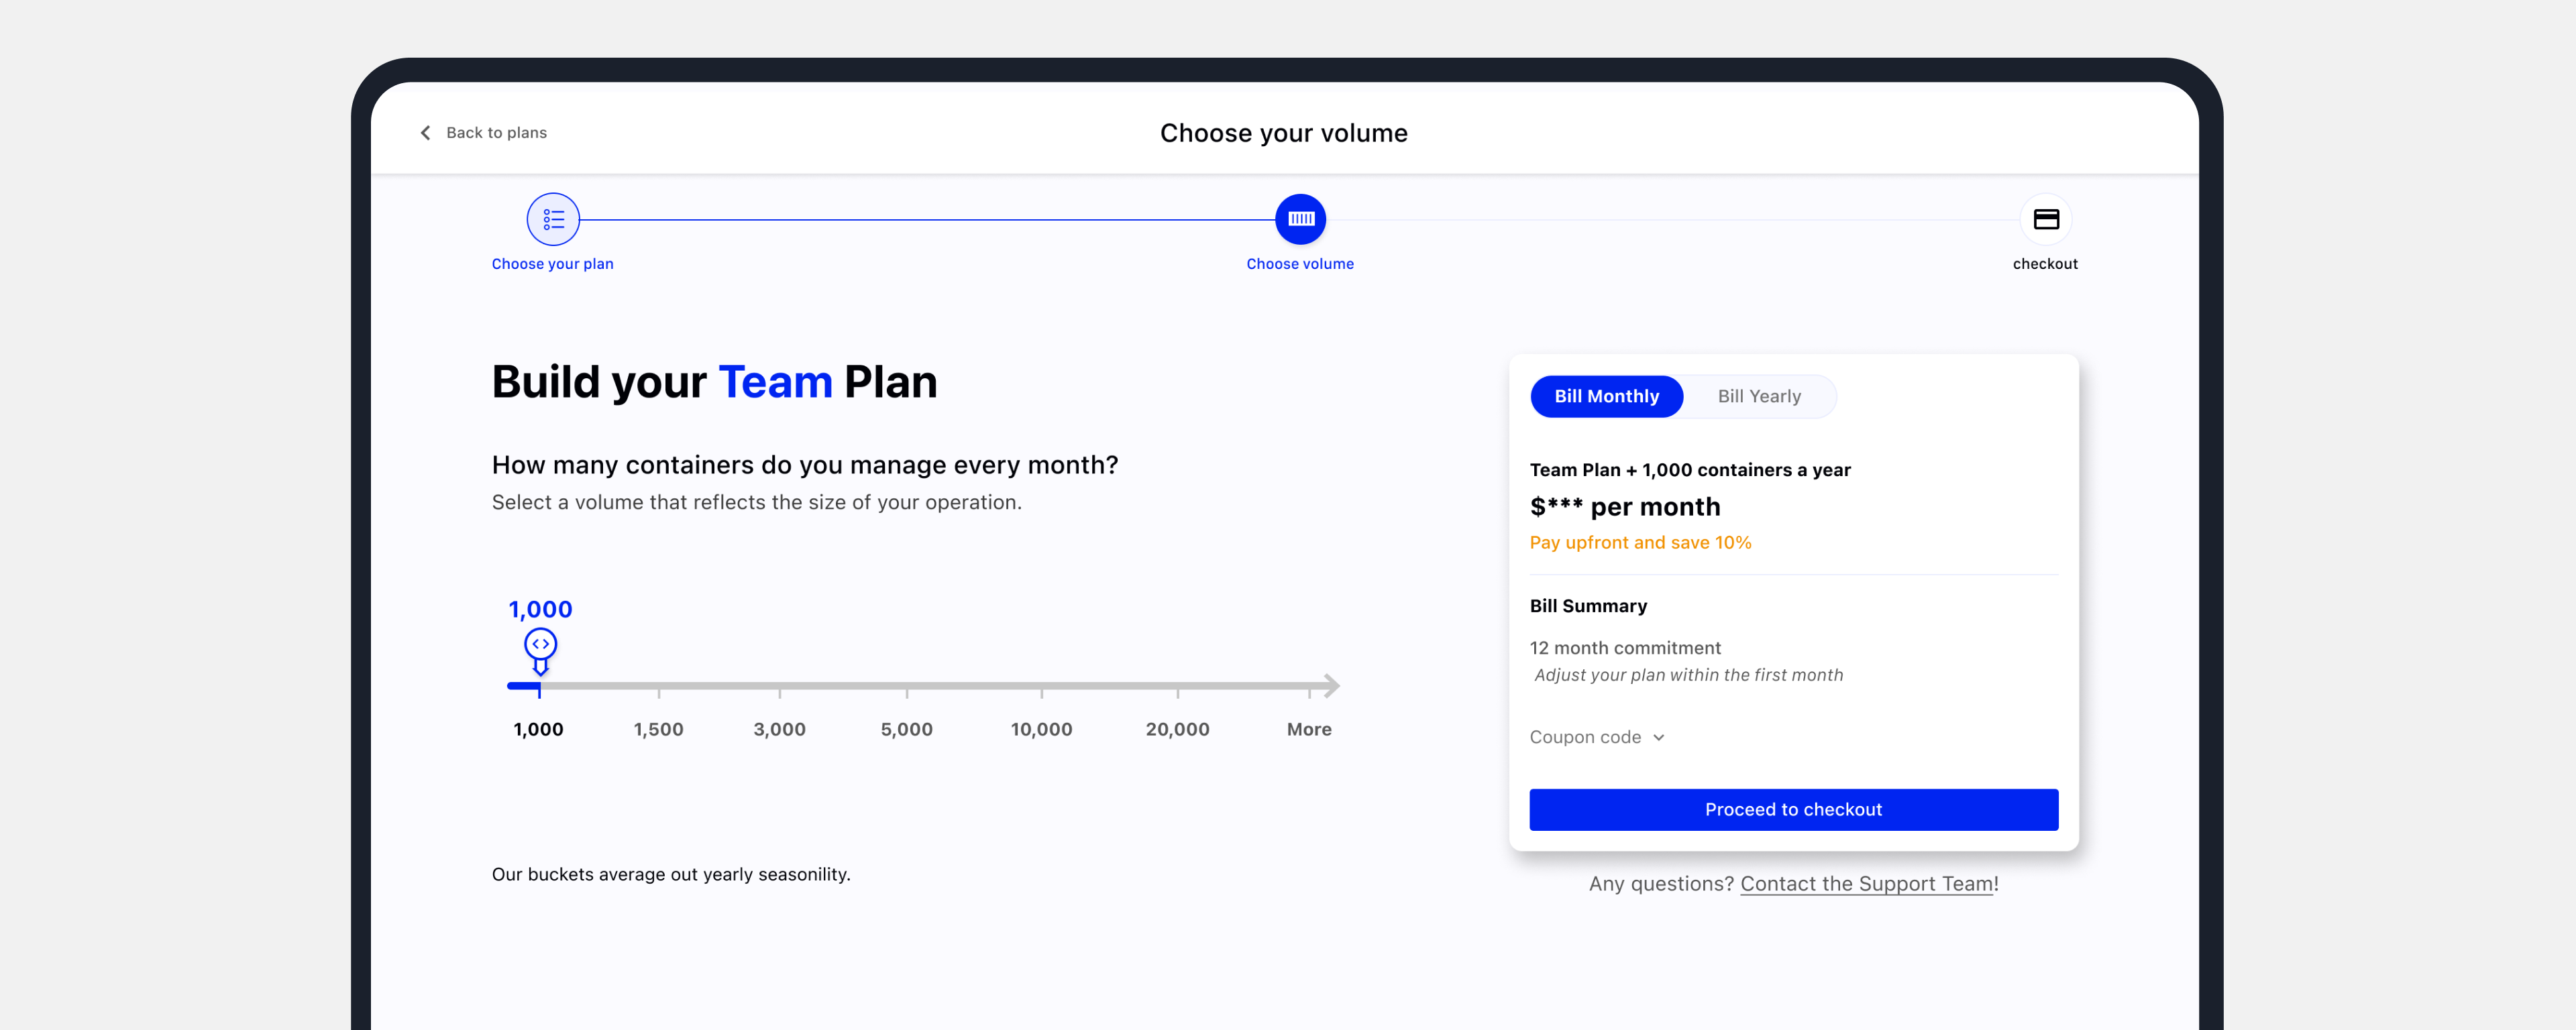 Back to plans
Choose your volume
Choose your plan
Choose volume
checkout
Build your Team Plan
How many containers do you manage every month?
Select a volume that reflects the size of your operation.
1,000
1,000
1,500
3,000
5,000
10,000
20,000
More
Our buckets average out yearly seasonility.
Bill Monthly
Bill Yearly
Team Plan + 1,000 containers a year
$*** per month
Pay upfront and save 10%
Bill Summary
12 month commitment
Adjust your plan within the first month
Coupon code
Proceed to checkout
Any questions? Contact the Support Team!